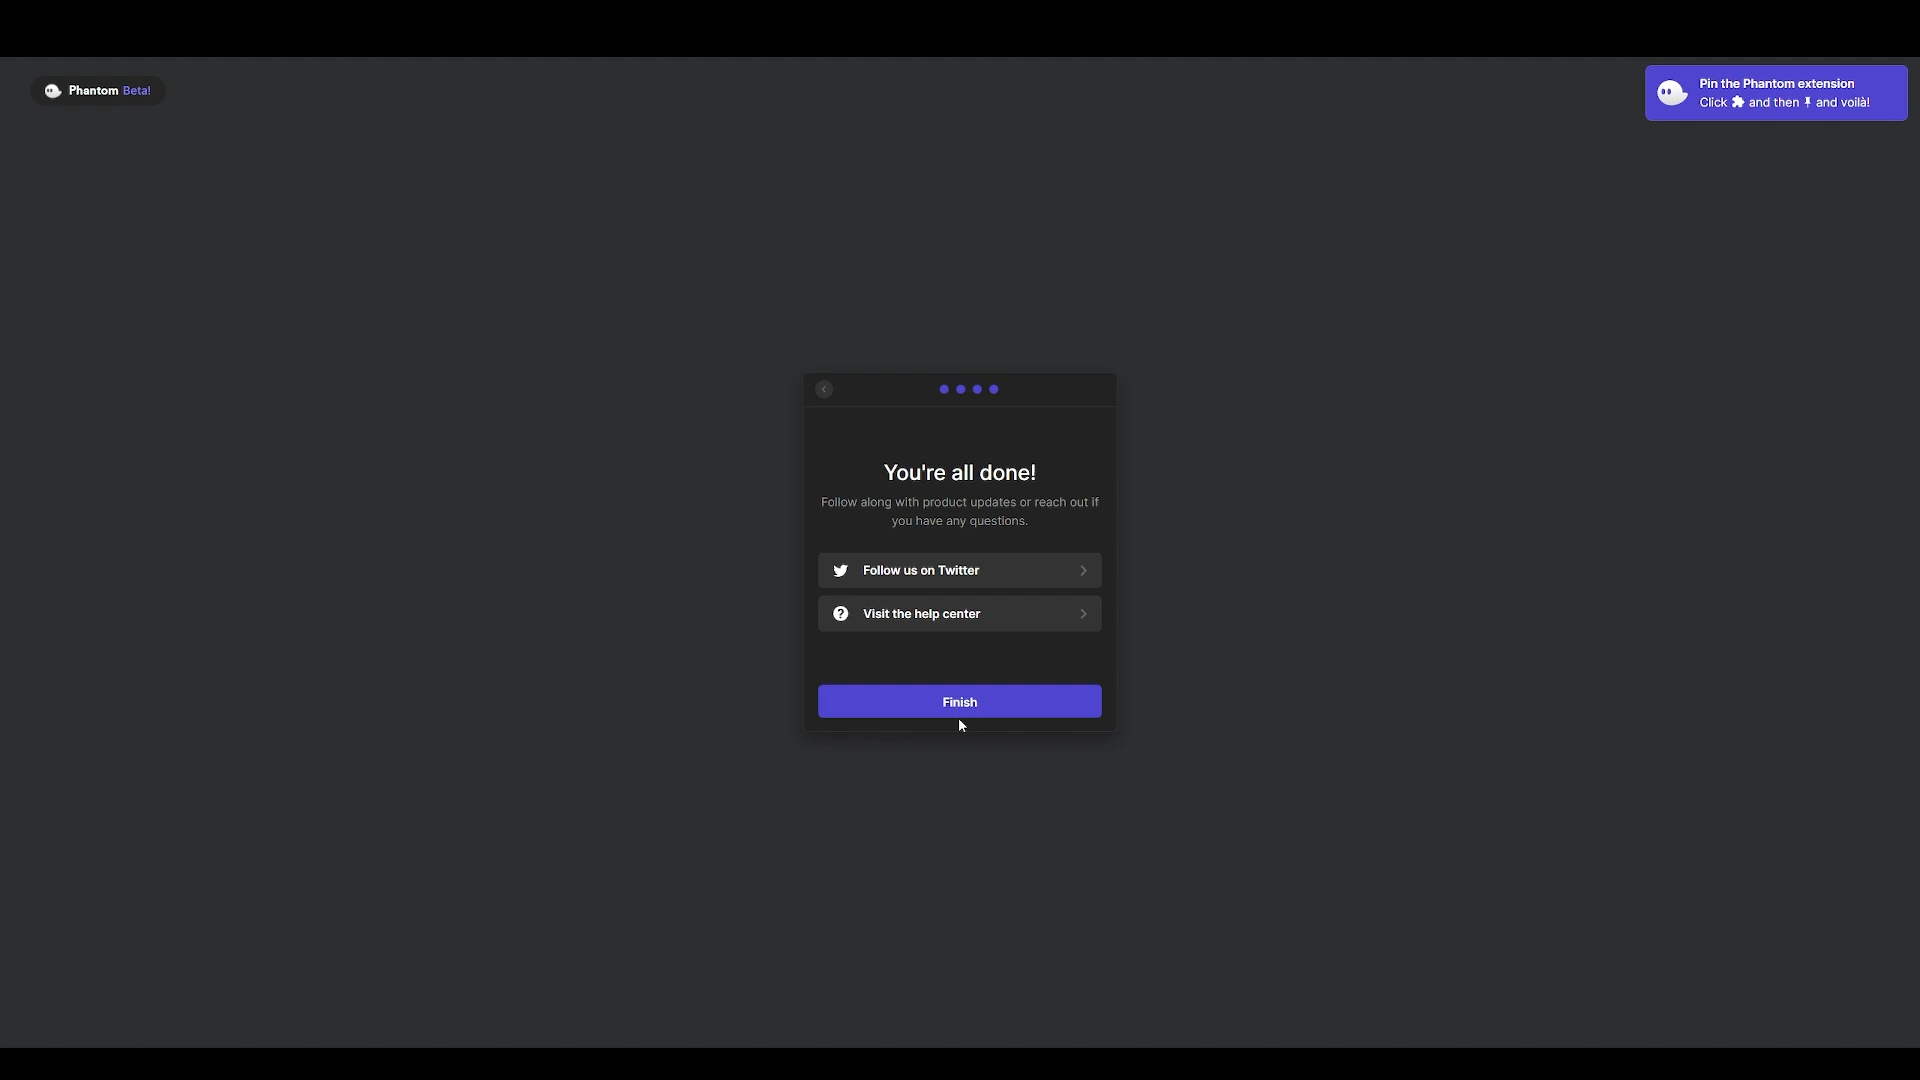 Phantom Beta!
Pin the Phantom extension
Click and then and voilà!
You're all done!
Follow along with product updates or reach out if
you have any questions.
Follow us on Twitter
Visit the help center
Finish